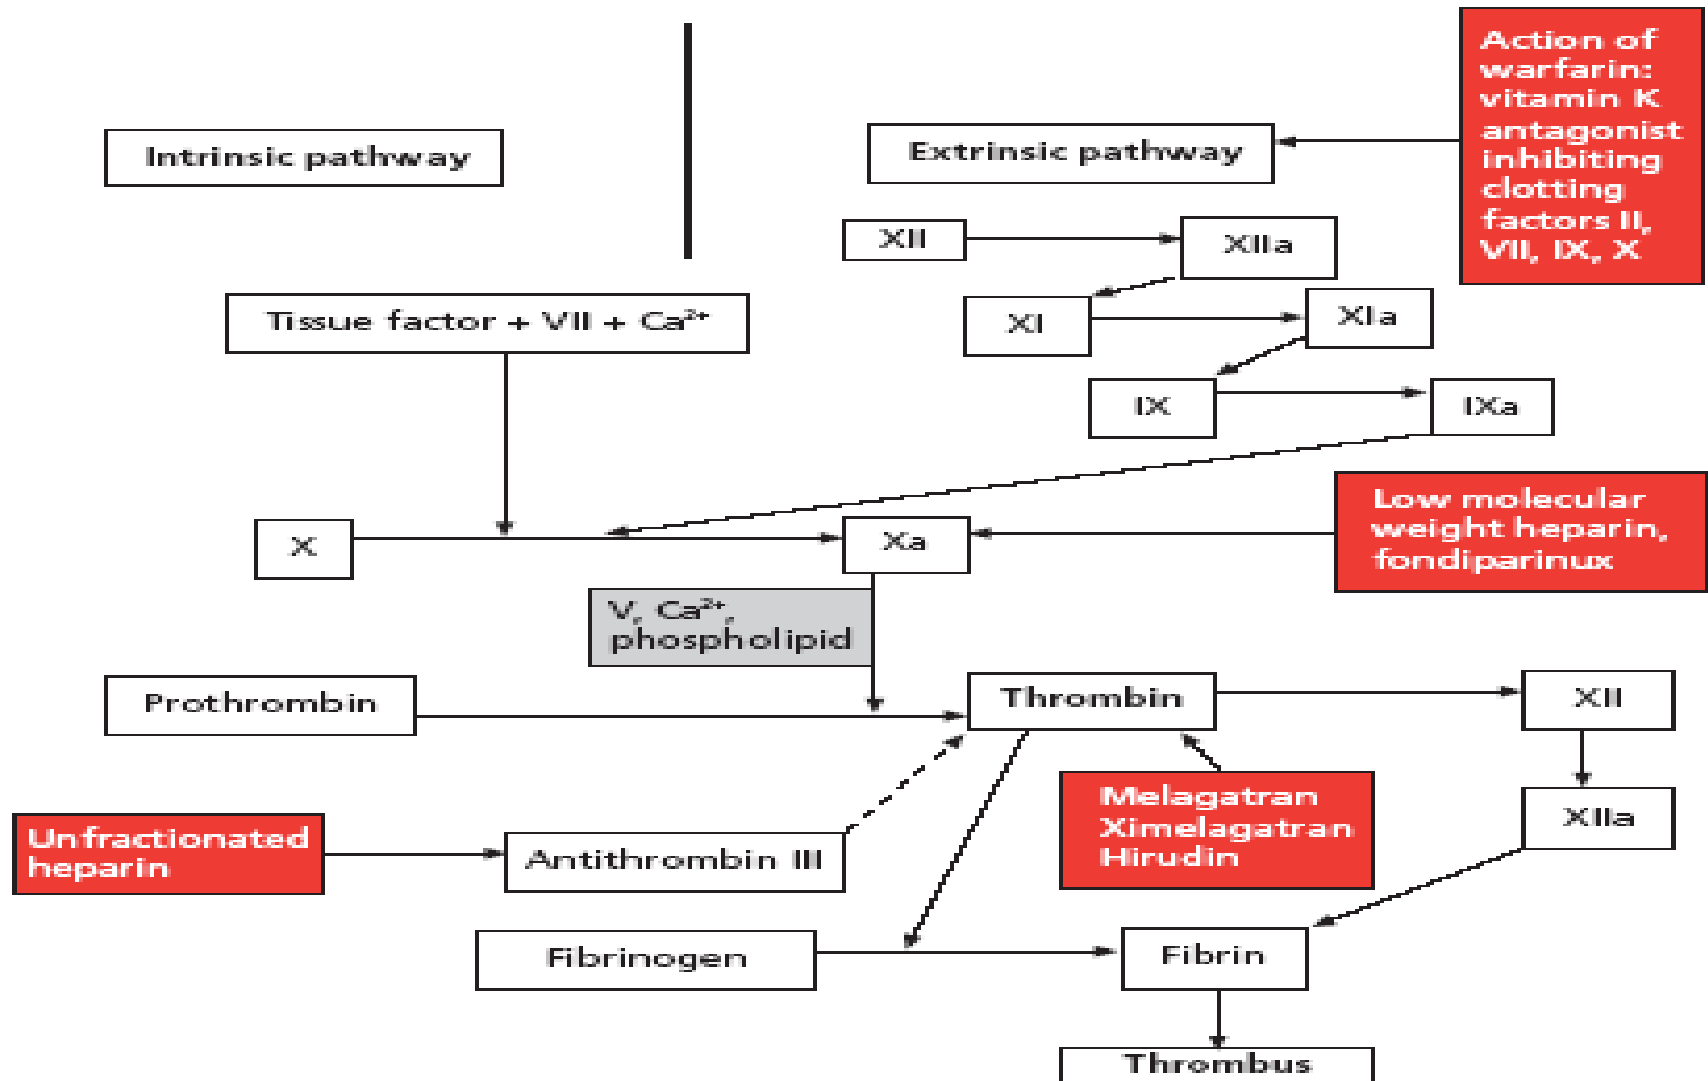 Action of
warfarin:
vitamin K
antagonist
inhibiting
clotting
factors II,
VII, IX, X
Intrinsic pathway
Extrinsic pathway
XII
XIIa
Tissue factor + VII + Ca²⁺
XI
XIa
IX
IXa
Low molecular
weight heparin,
fondiparinux
X
Xa
V, Ca²⁺,
phospholipid
Prothrombin
Thrombin
XII
Melagatran
Ximelagatran
Hirudin
XIIa
Unfractionated
heparin
Antithrombin III
Fibrinogen
Fibrin
Thrombus